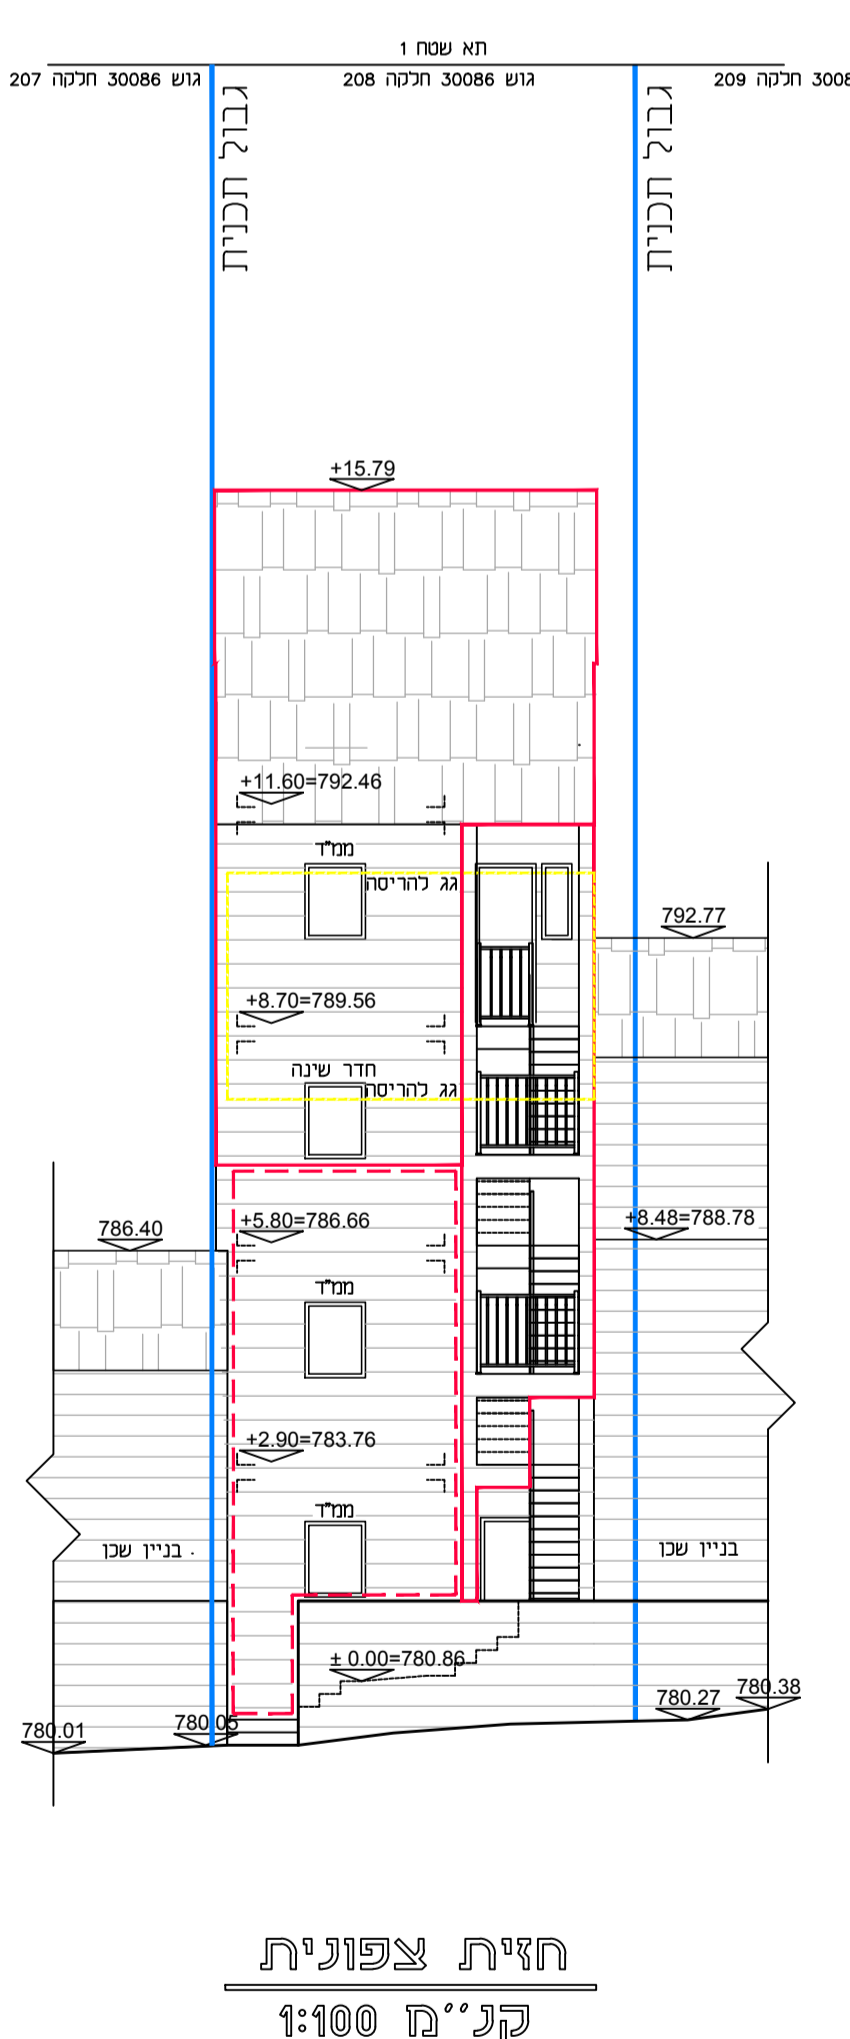 תא שטח 1
גוש 30086 חלקה 207
גוש 30086 חלקה 208
3008 חלקה 209
גבול תכנית
גבול תכנית
+15.79
+11.60=792.46
ממ"ד
גג להריסה
792.77
+8.70=789.56
חדר שינה
גג להריסה
786.40
+5.80=786.66
+8.48=788.78
ממ"ד
+2.90=783.76
ממ"ד
בניין שכן
בניין שכן
± 0.00=780.86
780.01
780.05
780.27
780.38
חזית צפונית
קנ״מ 1:100